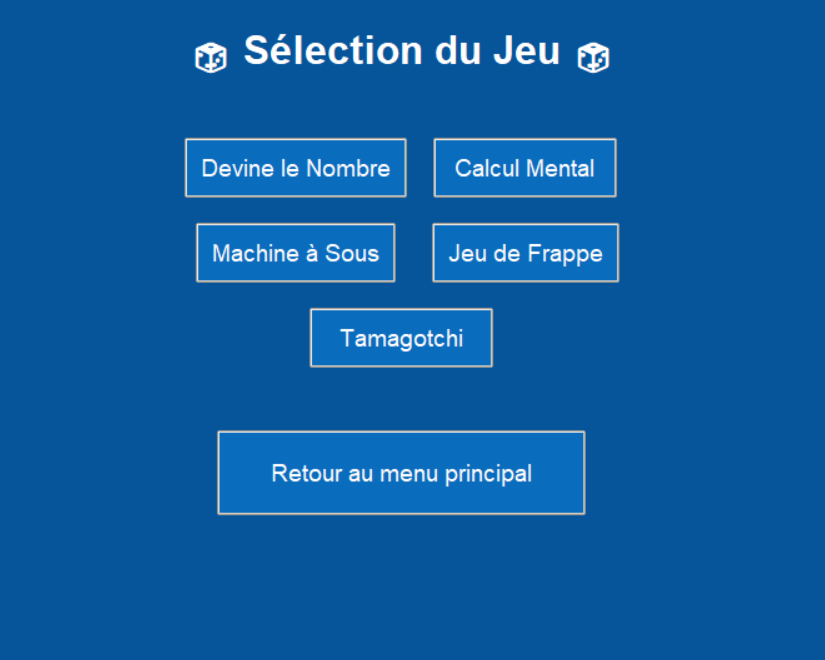 Sélection du Jeu
Devine le Nombre
Calcul Mental
Machine à Sous
Jeu de Frappe
Tamagotchi
Retour au menu principal